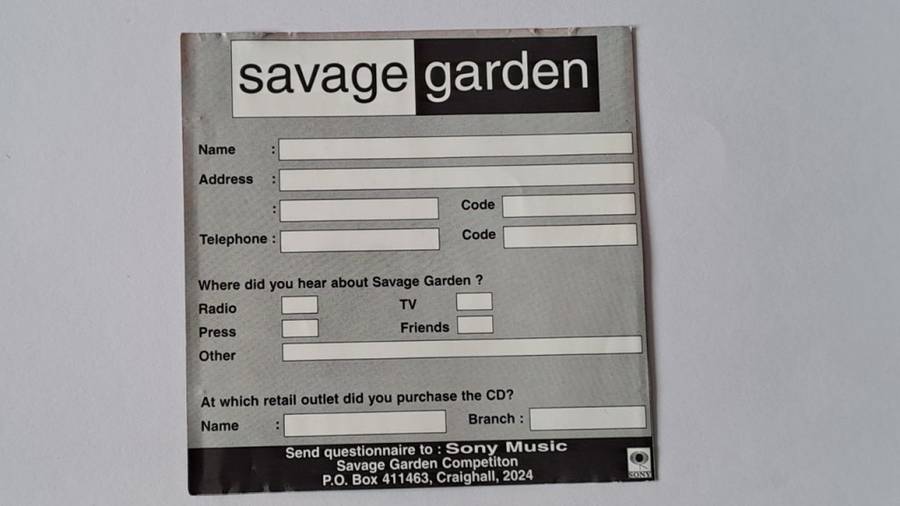 savage garden
Name :
Address :
: Code
Telephone : Code
Where did you hear about Savage Garden ?
Radio TV
Press Friends
Other
At which retail outlet did you purchase the CD?
Name : Branch :
Send questionnaire to : Sony Music
Savage Garden Competiton
P.O. Box 411463, Craighall, 2024
SONY